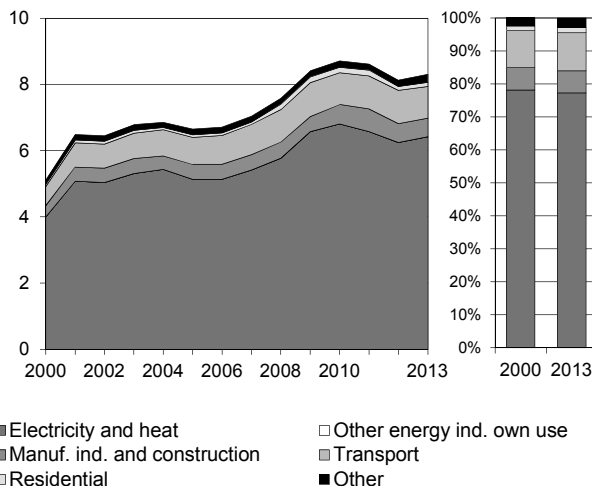 10
8
6
4
2
0
2000 2002 2004 2006 2008 2010 2013
100%
90%
80%
70%
60%
50%
40%
30%
20%
10%
0%
2000 2013
Electricity and heat
Other energy ind. own use
Manuf. ind. and construction
Transport
Residential
Other